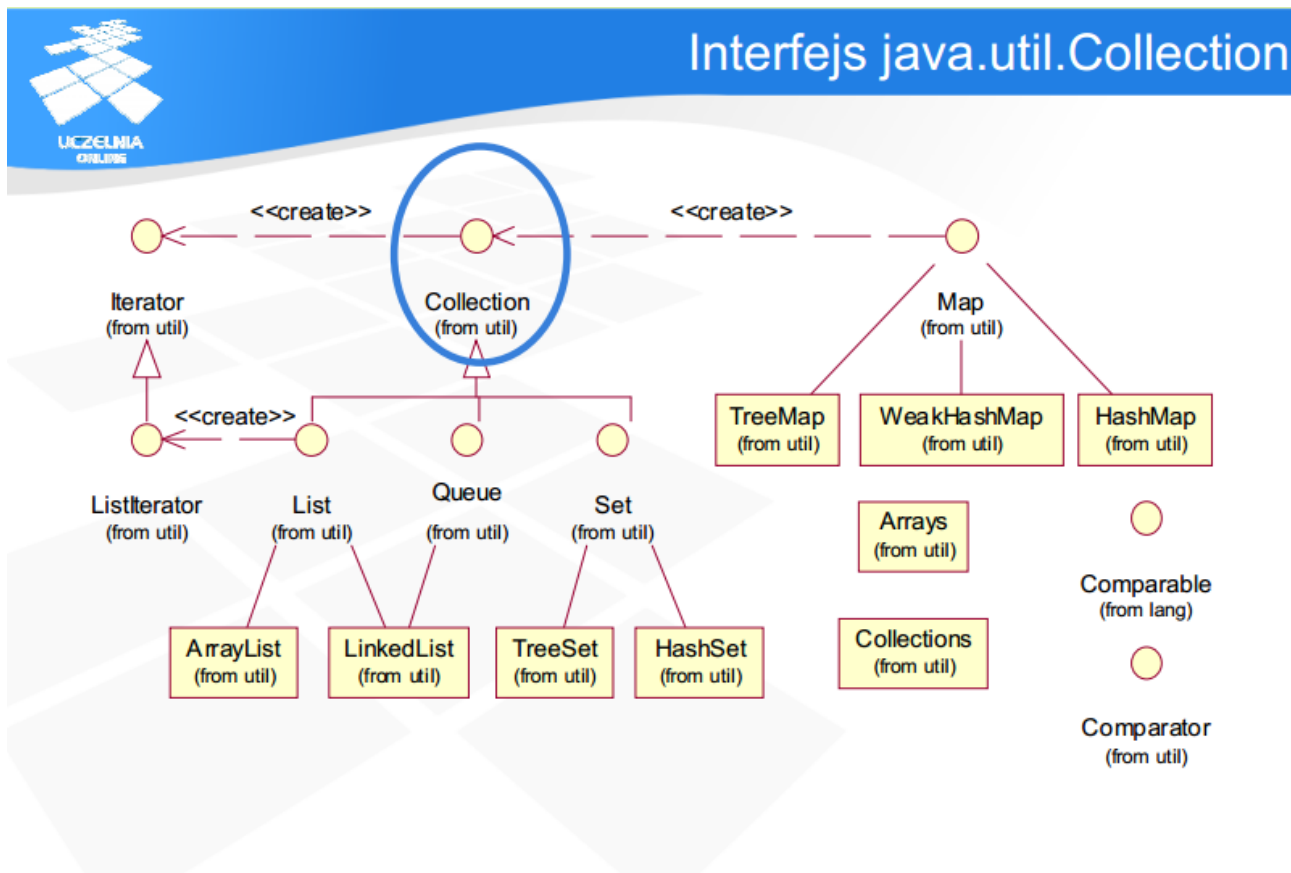 Interfejs java.util.Collection
UCZELNIA
ONLINE
<<create>>
<<create>>
Iterator
(from util)
Collection
(from util)
Map
(from util)
<<create>>
TreeMap
(from util)
WeakHashMap
(from util)
HashMap
(from util)
ListIterator
(from util)
List
(from util)
Queue
(from util)
Set
(from util)
Arrays
(from util)
Comparable
(from lang)
ArrayList
(from util)
LinkedList
(from util)
TreeSet
(from util)
HashSet
(from util)
Collections
(from util)
Comparator
(from util)